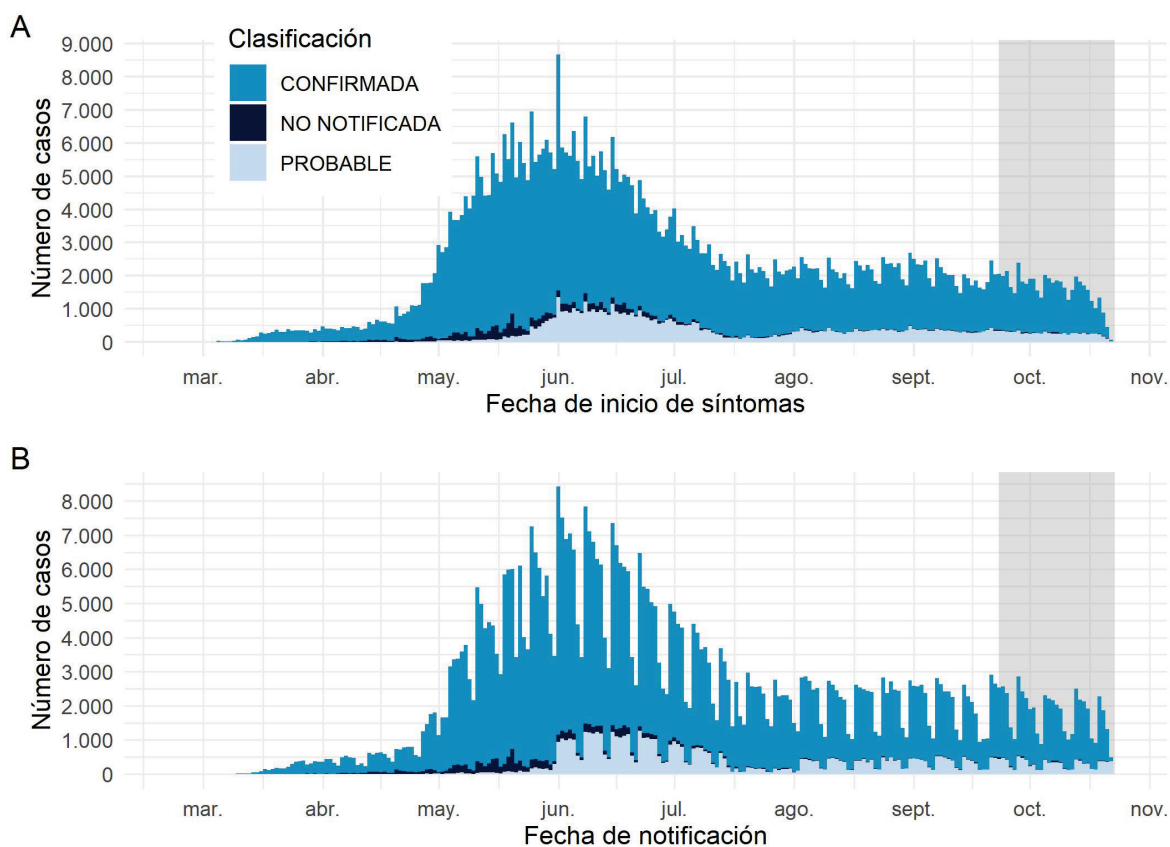 A
Clasificación
CONFIRMADA
NO NOTIFICADA
PROBABLE
Número de casos
9.000
8.000
7.000
6.000
5.000
4.000
3.000
2.000
1.000
0
mar. abr. may. jun. jul. ago. sept. oct. nov.
Fecha de inicio de síntomas
B
Número de casos
8.000
7.000
6.000
5.000
4.000
3.000
2.000
1.000
0
mar. abr. may. jun. jul. ago. sept. oct. nov.
Fecha de notificación